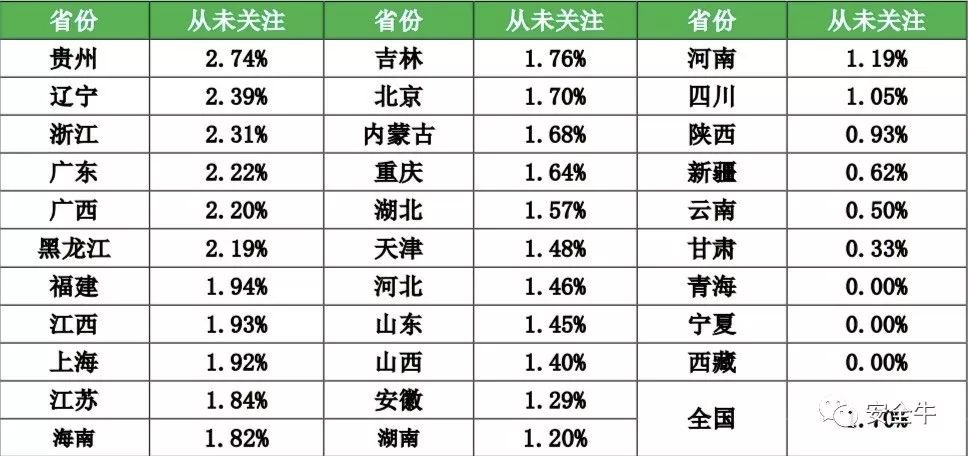 省份 从未关注 省份 从未关注 省份 从未关注
贵州 2.74% 吉林 1.76% 河南 1.19%
辽宁 2.39% 北京 1.70% 四川 1.05%
浙江 2.31% 内蒙古 1.68% 陕西 0.93%
广东 2.22% 重庆 1.64% 新疆 0.62%
广西 2.20% 湖北 1.57% 云南 0.50%
黑龙江 2.19% 天津 1.48% 甘肃 0.33%
福建 1.94% 河北 1.46% 青海 0.00%
江西 1.93% 山东 1.45% 宁夏 0.00%
上海 1.92% 山西 1.40% 西藏 0.00%
江苏 1.84% 安徽 1.29% 全国
海南 1.82% 湖南 1.20%
安全牛